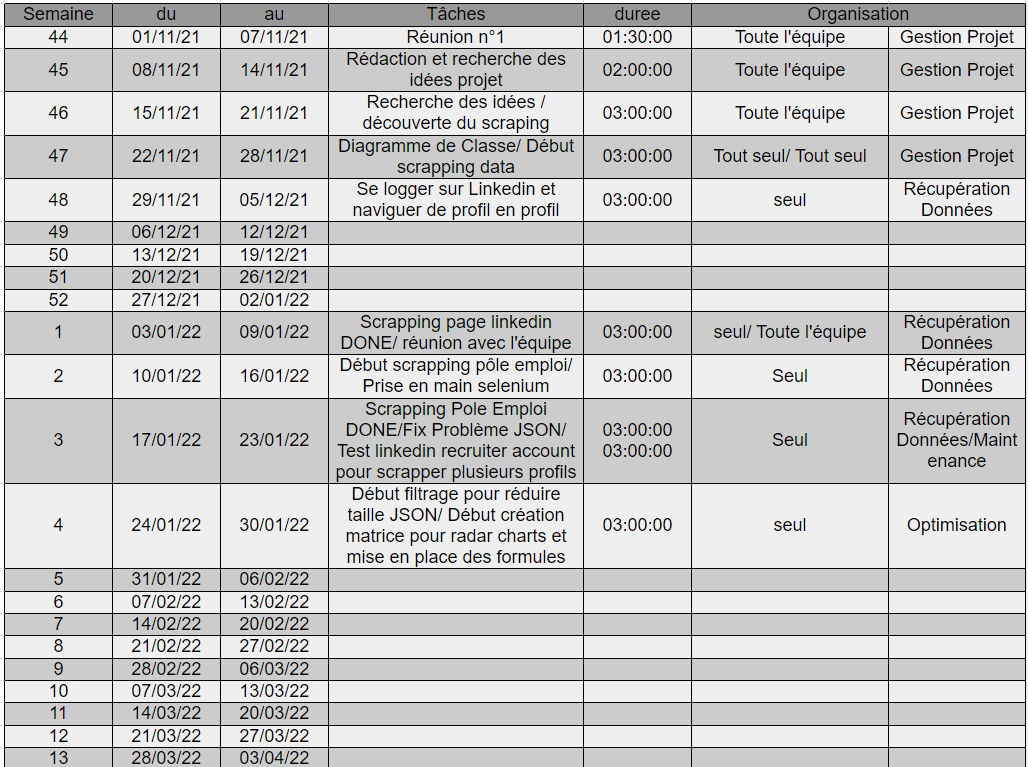 Semaine du au Tâches duree Organisation
44 01/11/21 07/11/21 Réunion n°1 01:30:00 Toute l'équipe Gestion Projet
45 08/11/21 14/11/21 Rédaction et recherche des
idées projet 02:00:00 Toute l'équipe Gestion Projet
46 15/11/21 21/11/21 Recherche des idées /
découverte du scraping 03:00:00 Toute l'équipe Gestion Projet
47 22/11/21 28/11/21 Diagramme de Classe/ Début
scrapping data 03:00:00 Tout seul/ Tout seul Gestion Projet
48 29/11/21 05/12/21 Se logger sur Linkedin et
naviguer de profil en profil 03:00:00 seul Récupération
Données
49 06/12/21 12/12/21
50 13/12/21 19/12/21
51 20/12/21 26/12/21
52 27/12/21 02/01/22
1 03/01/22 09/01/22 Scrapping page linkedin
DONE/ réunion avec l'équipe 03:00:00 seul/ Toute l'équipe Récupération
Données
2 10/01/22 16/01/22 Début scrapping pôle emploi/
Prise en main selenium 03:00:00 Seul Récupération
Données
3 17/01/22 23/01/22 Scrapping Pole Emploi
DONE/Fix Problème JSON/
Test linkedin recruiter account
pour scrapper plusieurs profils 03:00:00
03:00:00 Seul Récupération
Données/Maint
enance
4 24/01/22 30/01/22 Début filtrage pour réduire
taille JSON/ Début création
matrice pour radar charts et
mise en place des formules 03:00:00 seul Optimisation
5 31/01/22 06/02/22
6 07/02/22 13/02/22
7 14/02/22 20/02/22
8 21/02/22 27/02/22
9 28/02/22 06/03/22
10 07/03/22 13/03/22
11 14/03/22 20/03/22
12 21/03/22 27/03/22
13 28/03/22 03/04/22